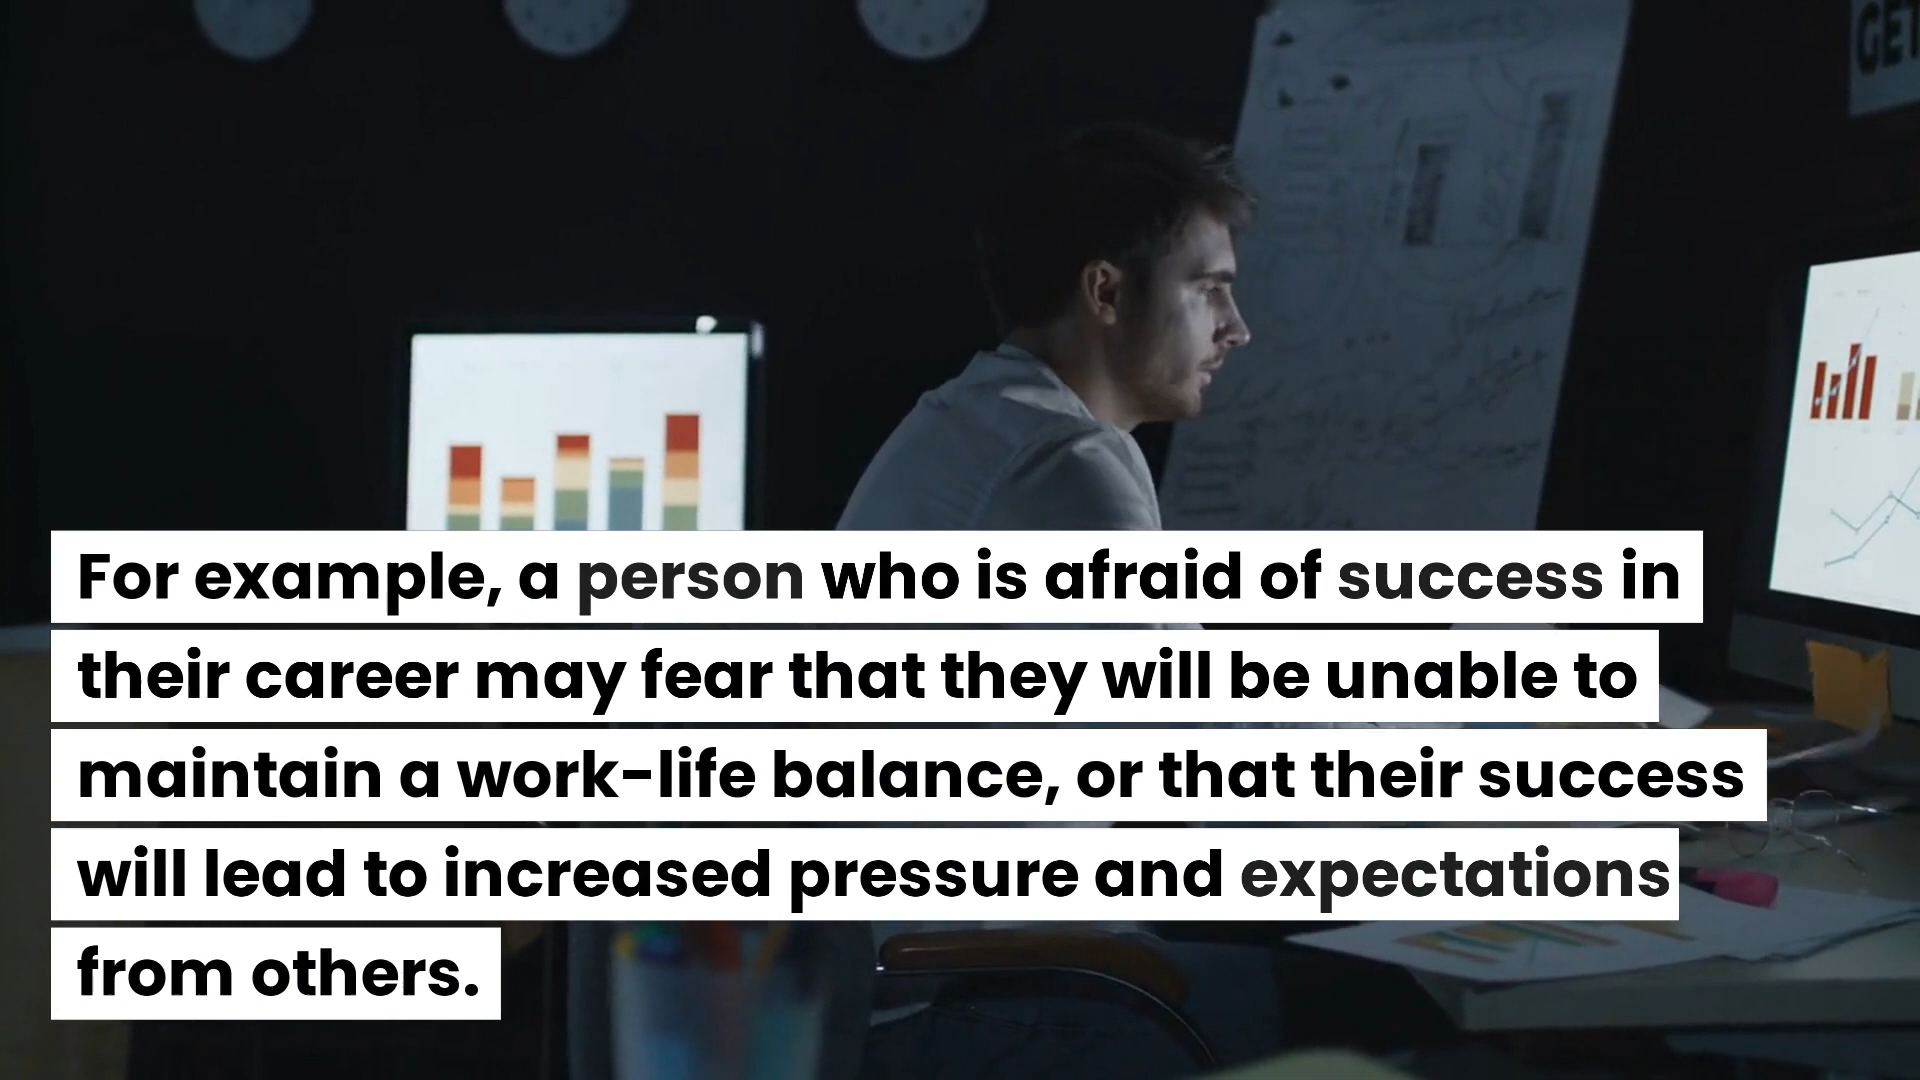 GET
For example, a person who is afraid of success in
their career may fear that they will be unable to
maintain a work-life balance, or that their success
will lead to increased pressure and expectations
from others.